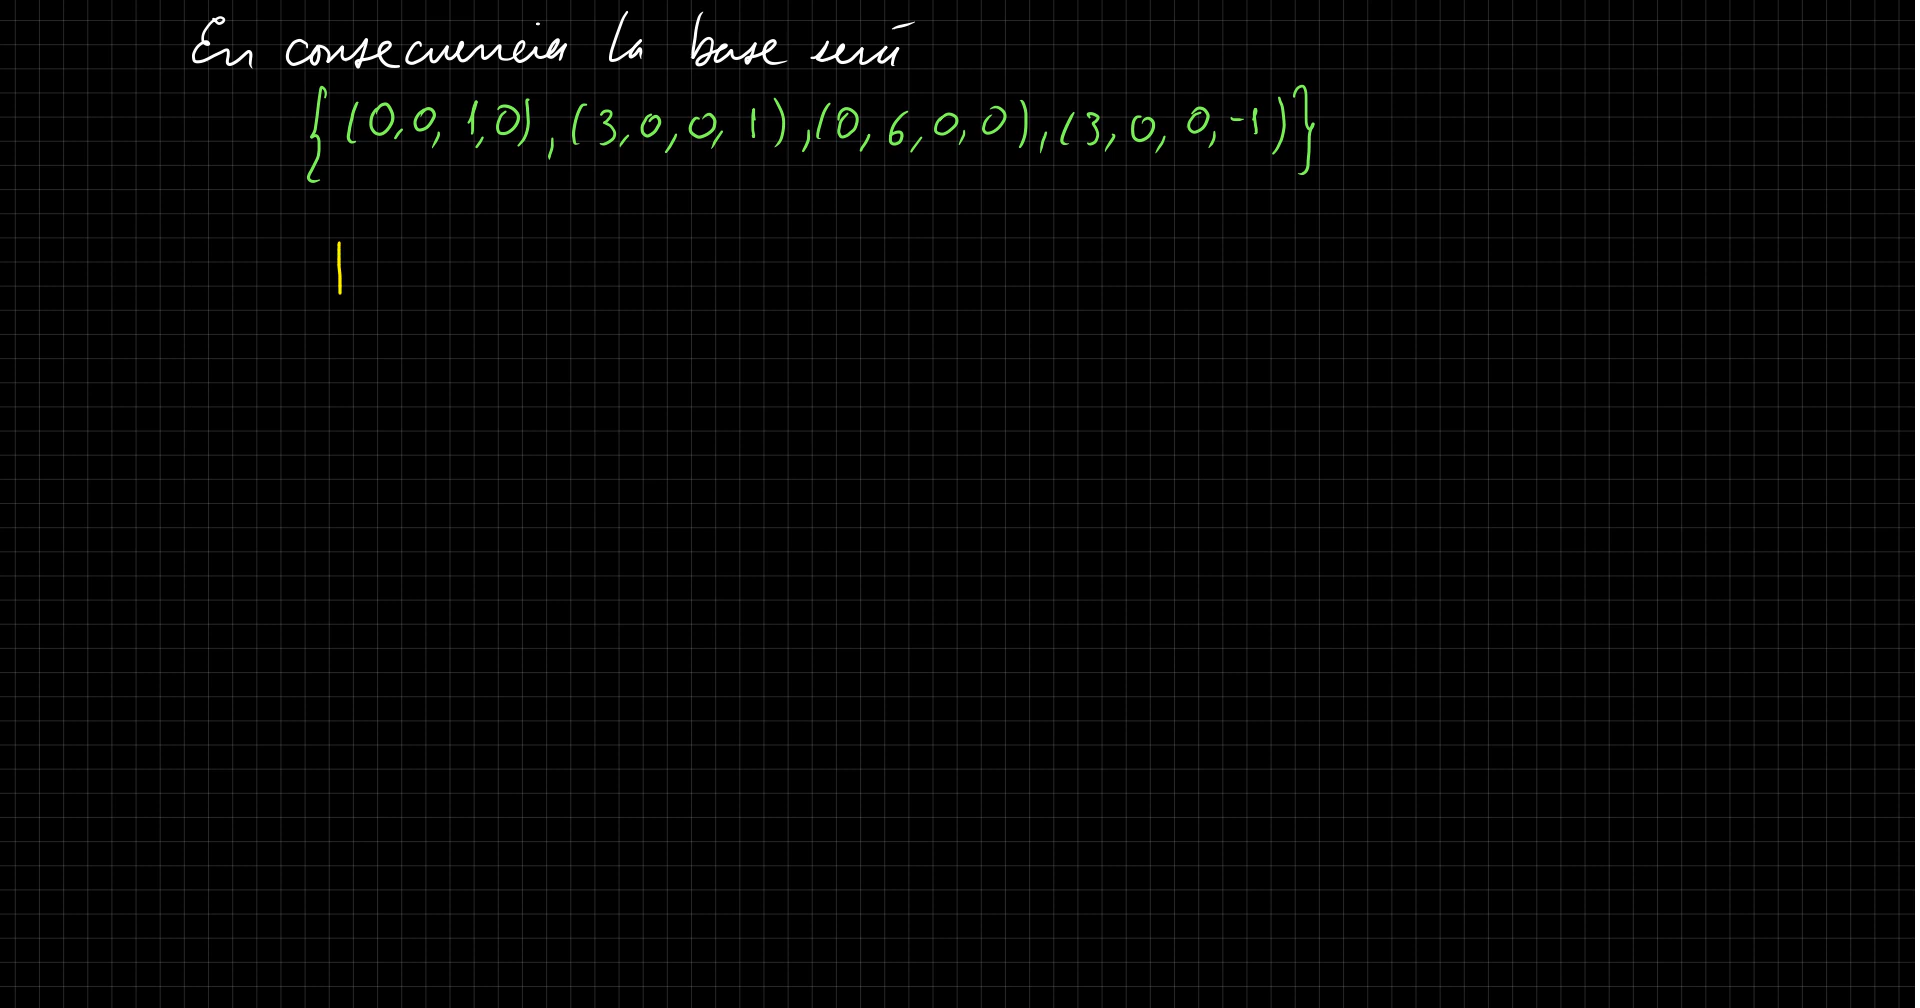 En consecuencia la base será
{(0,0,1,0),(3,0,0,1),(0,6,0,0),(3,0,0,-1)}
|